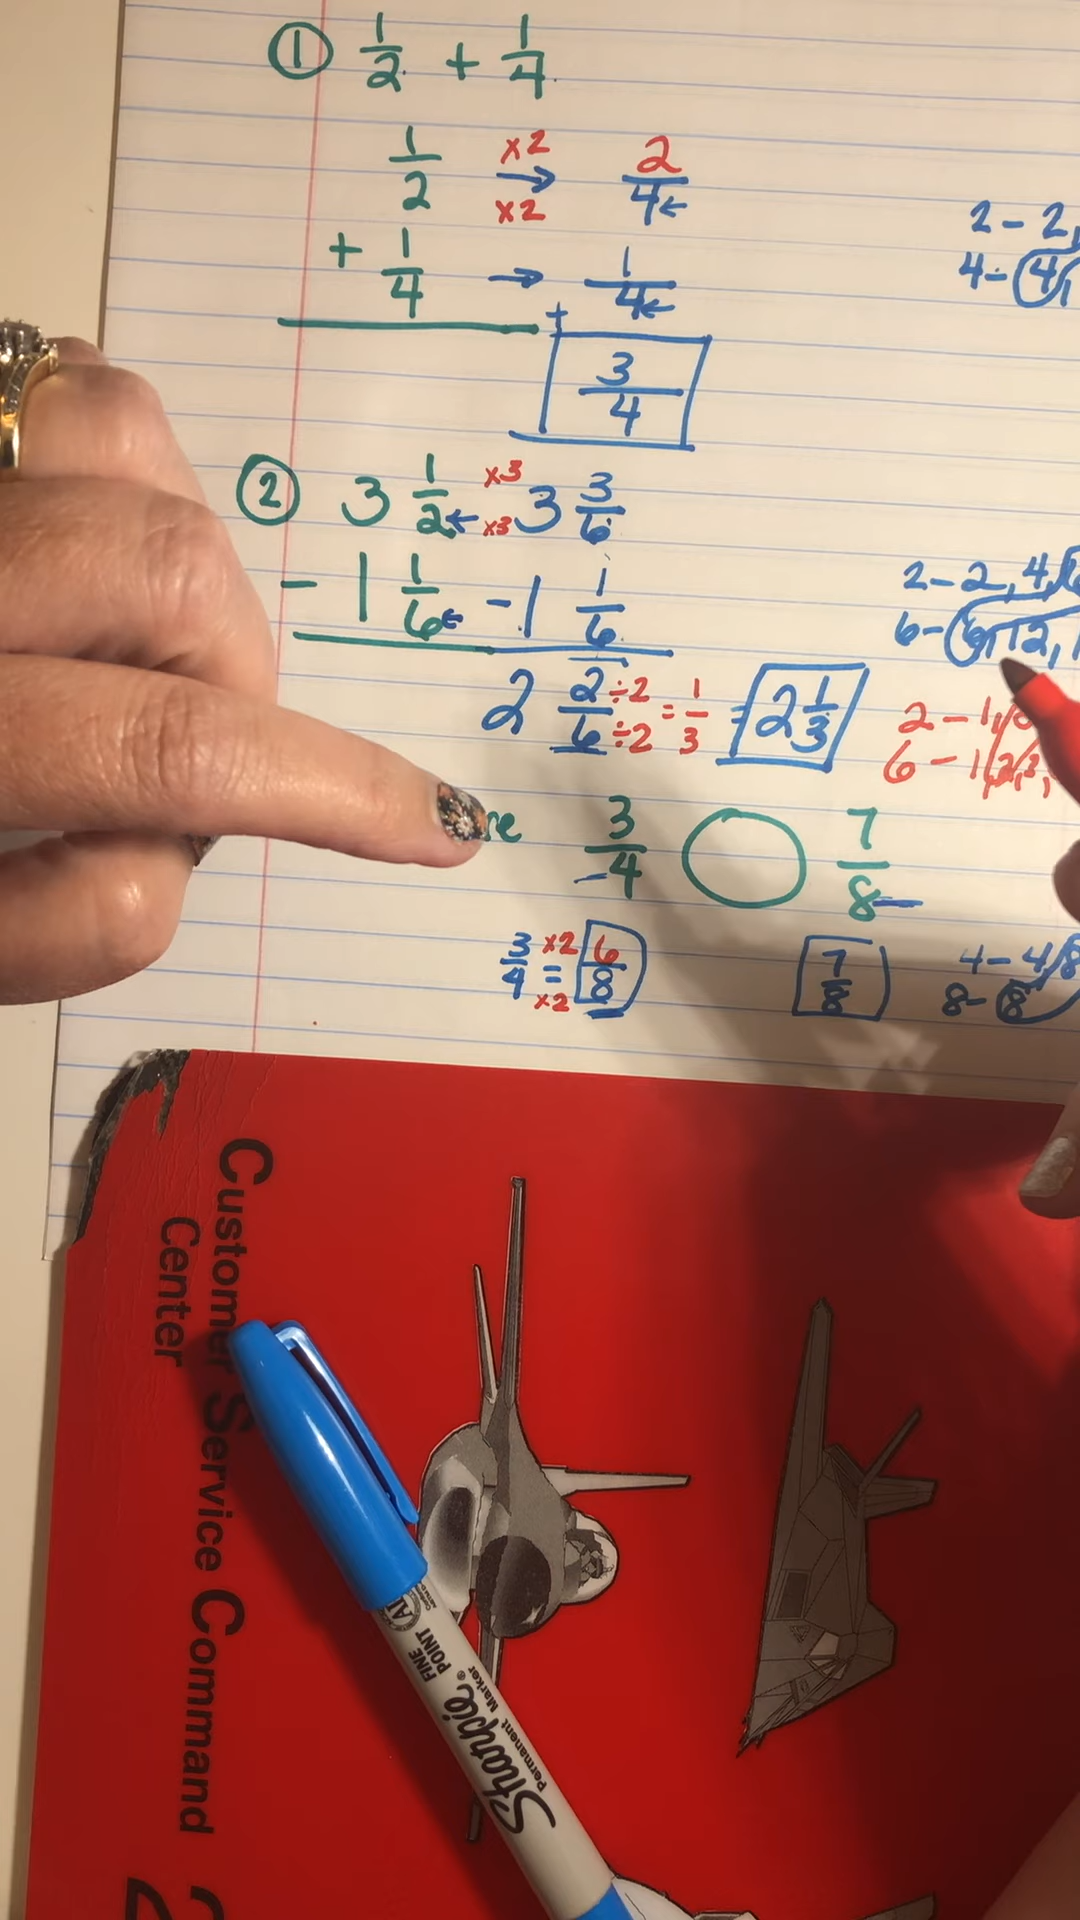 ① 1/2 + 1/4
1/2 ×2 → ×2 2/4 ←
+ 1/4 → 1/4 ←
+
3/4
2 - 2,
4 - 4,
② 3 1/2 ← ×3 ×3 3 3/6
- 1 1/6 ← - 1 1/6
2 2/6 ÷2 ÷2 = 1/3 = 2 1/3
2 - 2, 4,
6 - 6, 12,
2 - 1,
6 - 1, 2, 3,
3/4 ○ 7/8
3/4 ×2 = ×2 6/8
7/8
4 - 4, 8
8 - 8
Customer Service Command
Center
2
FINE
POINT
Sharpie
Permanent
Marker